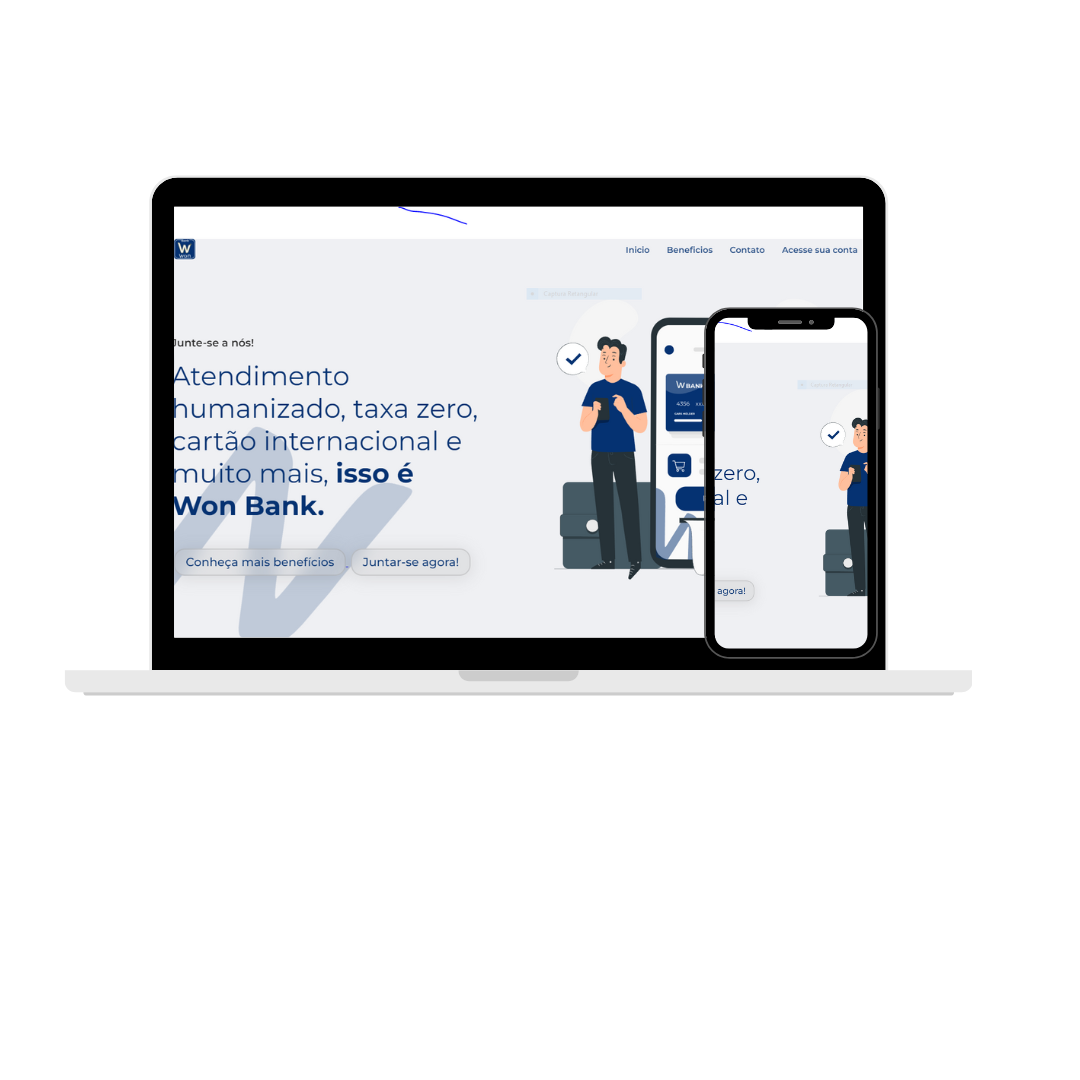 W
won
Inicio
Beneficios
Contato
Acesse sua conta
Junte-se a nós!
Atendimento
humanizado, taxa zero,
cartão internacional e
muito mais, isso é
Won Bank.
Conheça mais benefícios
Juntar-se agora!
W BANK
4356
zero,
al e
agora!